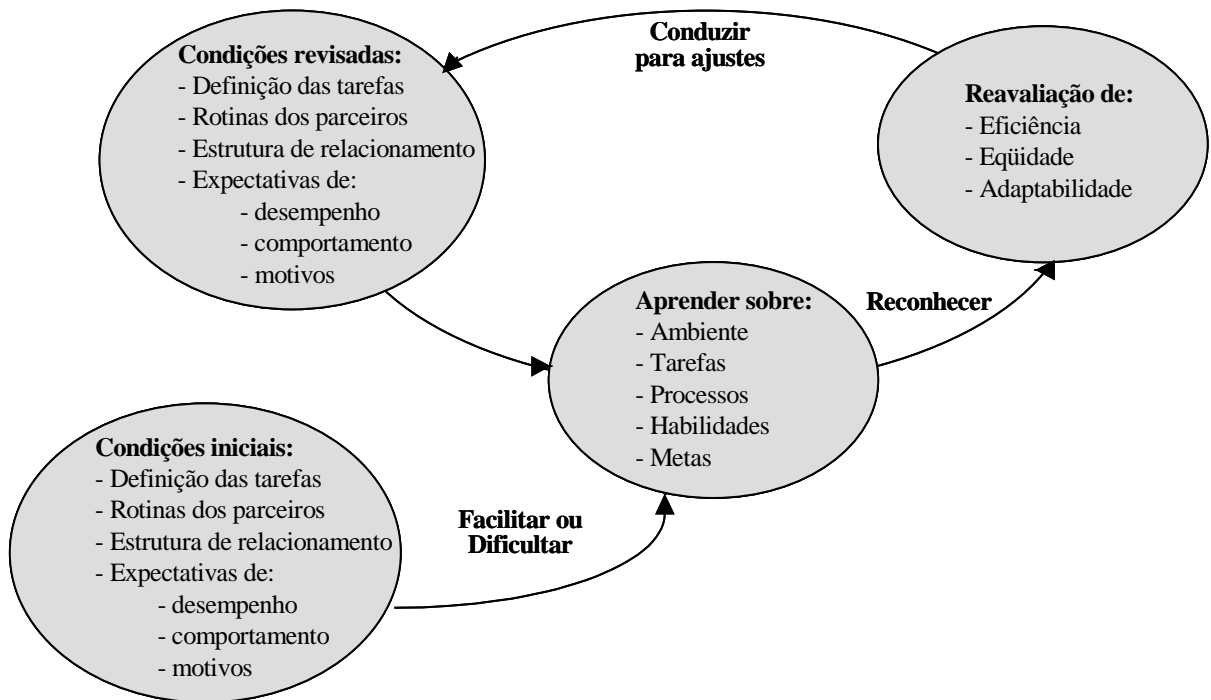 Condições revisadas:
- Definição das tarefas
- Rotinas dos parceiros
- Estrutura de relacionamento
- Expectativas de:
- desempenho
- comportamento
- motivos
Conduzir
para ajustes
Reavaliação de:
- Eficiência
- Eqüidade
- Adaptabilidade
Aprender sobre:
- Ambiente
- Tarefas
- Processos
- Habilidades
- Metas
Reconhecer
Condições iniciais:
- Definição das tarefas
- Rotinas dos parceiros
- Estrutura de relacionamento
- Expectativas de:
- desempenho
- comportamento
- motivos
Facilitar ou
Dificultar